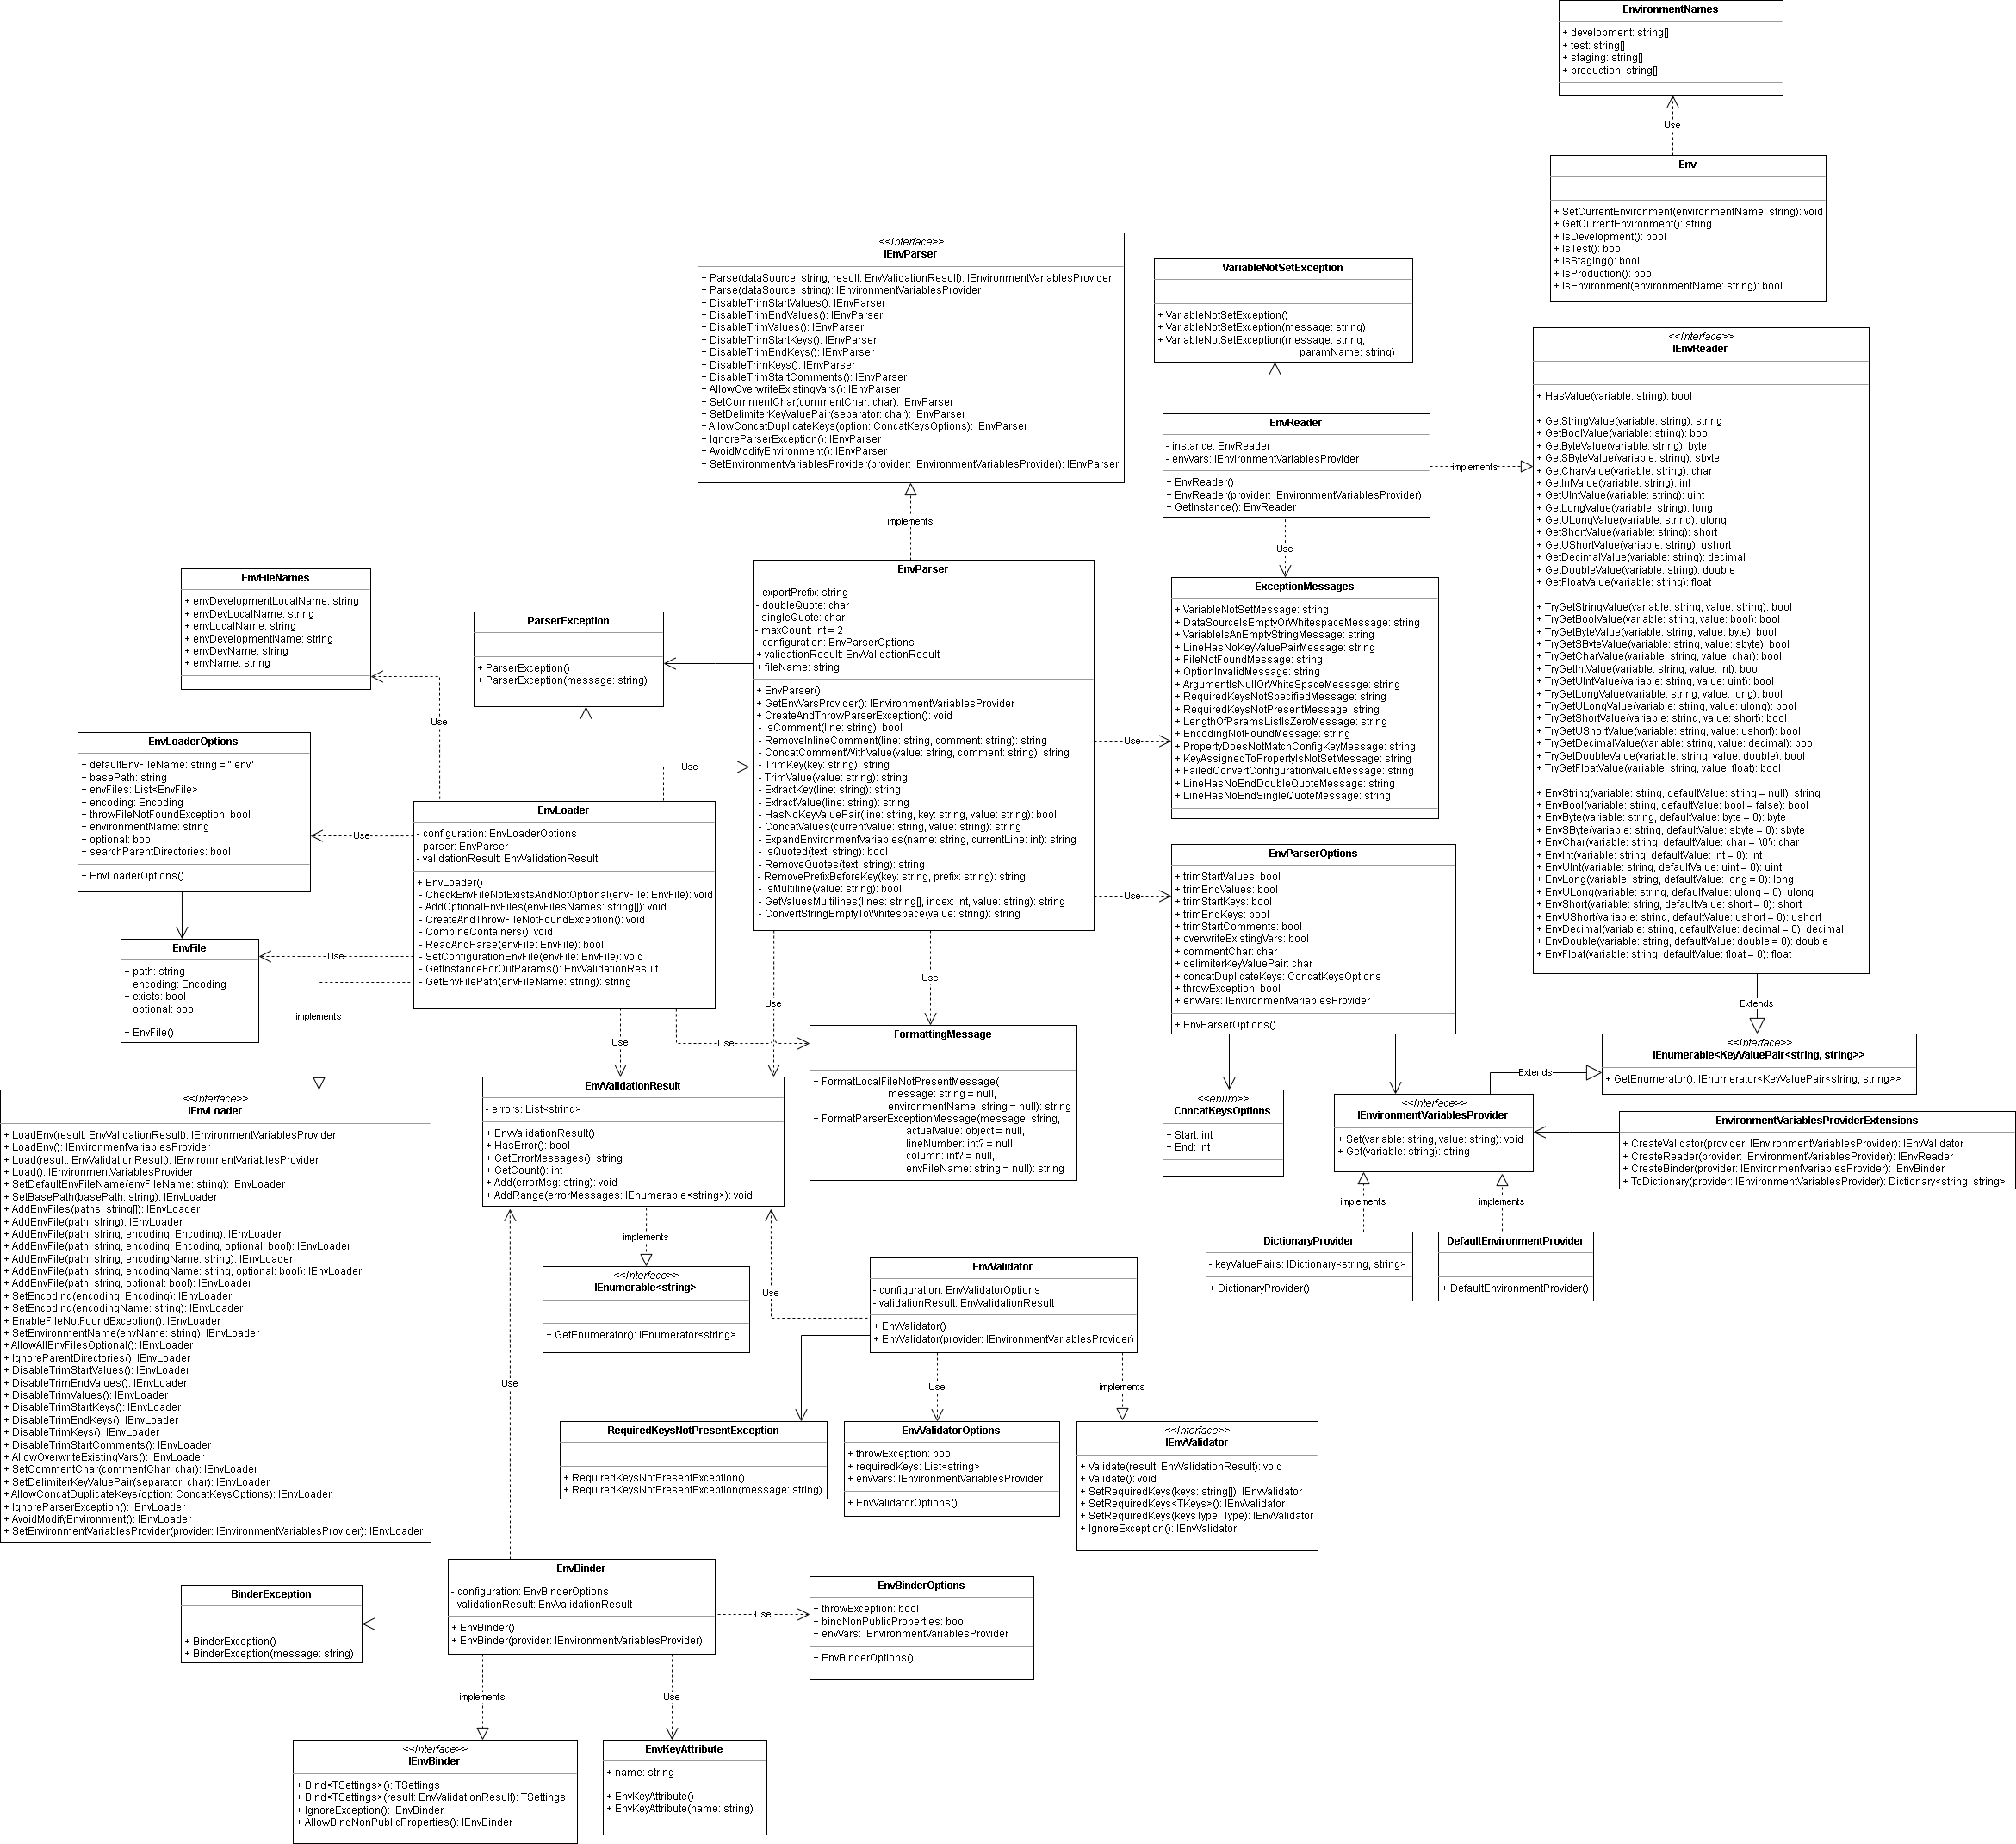 EnvironmentNames
+ development: string[]
+ test: string[]
+ staging: string[]
+ production: string[]
Use
Env
+ SetCurrentEnvironment(environmentName: string): void
+ GetCurrentEnvironment(): string
+ IsDevelopment(): bool
+ IsTest(): bool
+ IsStaging(): bool
+ IsProduction(): bool
+ IsEnvironment(environmentName: string): bool
<<Interface>>
IEnvParser
+ Parse(dataSource: string, result: EnvValidationResult): IEnvironmentVariablesProvider
+ Parse(dataSource: string): IEnvironmentVariablesProvider
+ DisableTrimStartValues(): IEnvParser
+ DisableTrimEndValues(): IEnvParser
+ DisableTrimValues(): IEnvParser
+ DisableTrimStartKeys(): IEnvParser
+ DisableTrimEndKeys(): IEnvParser
+ DisableTrimKeys(): IEnvParser
+ DisableTrimStartComments(): IEnvParser
+ AllowOverwriteExistingVars(): IEnvParser
+ SetCommentChar(commentChar: char): IEnvParser
+ SetDelimiterKeyValuePair(separator: char): IEnvParser
+ AllowConcatDuplicateKeys(option: ConcatKeysOptions): IEnvParser
+ IgnoreParserException(): IEnvParser
+ AvoidModifyEnvironment(): IEnvParser
+ SetEnvironmentVariablesProvider(provider: IEnvironmentVariablesProvider): IEnvParser
implements
VariableNotSetException
+ VariableNotSetException()
+ VariableNotSetException(message: string)
+ VariableNotSetException(message: string,
paramName: string)
EnvReader
- instance: EnvReader
- envVars: IEnvironmentVariablesProvider
+ EnvReader()
+ EnvReader(provider: IEnvironmentVariablesProvider)
+ GetInstance(): EnvReader
implements
Use
<<Interface>>
IEnvReader
+ HasValue(variable: string): bool
+ GetStringValue(variable: string): string
+ GetBoolValue(variable: string): bool
+ GetByteValue(variable: string): byte
+ GetSByteValue(variable: string): sbyte
+ GetCharValue(variable: string): char
+ GetIntValue(variable: string): int
+ GetUIntValue(variable: string): uint
+ GetLongValue(variable: string): long
+ GetULongValue(variable: string): ulong
+ GetShortValue(variable: string): short
+ GetUShortValue(variable: string): ushort
+ GetDecimalValue(variable: string): decimal
+ GetDoubleValue(variable: string): double
+ GetFloatValue(variable: string): float
+ TryGetStringValue(variable: string, value: string): bool
+ TryGetBoolValue(variable: string, value: bool): bool
+ TryGetByteValue(variable: string, value: byte): bool
+ TryGetSByteValue(variable: string, value: sbyte): bool
+ TryGetCharValue(variable: string, value: char): bool
+ TryGetIntValue(variable: string, value: int): bool
+ TryGetUIntValue(variable: string, value: uint): bool
+ TryGetLongValue(variable: string, value: long): bool
+ TryGetULongValue(variable: string, value: ulong): bool
+ TryGetShortValue(variable: string, value: short): bool
+ TryGetUShortValue(variable: string, value: ushort): bool
+ TryGetDecimalValue(variable: string, value: decimal): bool
+ TryGetDoubleValue(variable: string, value: double): bool
+ TryGetFloatValue(variable: string, value: float): bool
+ EnvString(variable: string, defaultValue: string = null): string
+ EnvBool(variable: string, defaultValue: bool = false): bool
+ EnvByte(variable: string, defaultValue: byte = 0): byte
+ EnvSByte(variable: string, defaultValue: sbyte = 0): sbyte
+ EnvChar(variable: string, defaultValue: char = '\0'): char
+ EnvInt(variable: string, defaultValue: int = 0): int
+ EnvUInt(variable: string, defaultValue: uint = 0): uint
+ EnvLong(variable: string, defaultValue: long = 0): long
+ EnvULong(variable: string, defaultValue: ulong = 0): ulong
+ EnvShort(variable: string, defaultValue: short = 0): short
+ EnvUShort(variable: string, defaultValue: ushort = 0): ushort
+ EnvDecimal(variable: string, defaultValue: decimal = 0): decimal
+ EnvDouble(variable: string, defaultValue: double = 0): double
+ EnvFloat(variable: string, defaultValue: float = 0): float
Extends
EnvFileNames
+ envDevelopmentLocalName: string
+ envDevLocalName: string
+ envLocalName: string
+ envDevelopmentName: string
+ envDevName: string
+ envName: string
Use
ParserException
+ ParserException()
+ ParserException(message: string)
EnvParser
- exportPrefix: string
- doubleQuote: char
- singleQuote: char
- maxCount: int = 2
- configuration: EnvParserOptions
+ validationResult: EnvValidationResult
+ fileName: string
+ EnvParser()
+ GetEnvVarsProvider(): IEnvironmentVariablesProvider
+ CreateAndThrowParserException(): void
- IsComment(line: string): bool
- RemoveInlineComment(line: string, comment: string): string
- ConcatCommentWithValue(value: string, comment: string): string
- TrimKey(key: string): string
- TrimValue(value: string): string
- ExtractKey(line: string): string
- ExtractValue(line: string): string
- HasNoKeyValuePair(line: string, key: string, value: string): bool
- ConcatValues(currentValue: string, value: string): string
- ExpandEnvironmentVariables(name: string, currentLine: int): string
- IsQuoted(text: string): bool
- RemoveQuotes(text: string): string
- RemovePrefixBeforeKey(key: string, prefix: string): string
- IsMultiline(value: string): bool
- GetValuesMultilines(lines: string[], index: int, value: string): string
- ConvertStringEmptyToWhitespace(value: string): string
Use
Use
Use
Use
Use
ExceptionMessages
+ VariableNotSetMessage: string
+ DataSourceIsEmptyOrWhitespaceMessage: string
+ VariableIsAnEmptyStringMessage: string
+ LineHasNoKeyValuePairMessage: string
+ FileNotFoundMessage: string
+ OptionInvalidMessage: string
+ ArgumentIsNullOrWhiteSpaceMessage: string
+ RequiredKeysNotSpecifiedMessage: string
+ RequiredKeysNotPresentMessage: string
+ LengthOfParamsListIsZeroMessage: string
+ EncodingNotFoundMessage: string
+ PropertyDoesNotMatchConfigKeyMessage: string
+ KeyAssignedToPropertyIsNotSetMessage: string
+ FailedConvertConfigurationValueMessage: string
+ LineHasNoEndDoubleQuoteMessage: string
+ LineHasNoEndSingleQuoteMessage: string
EnvLoaderOptions
+ defaultEnvFileName: string = ".env"
+ basePath: string
+ envFiles: List<EnvFile>
+ encoding: Encoding
+ throwFileNotFoundException: bool
+ environmentName: string
+ optional: bool
+ searchParentDirectories: bool
+ EnvLoaderOptions()
Use
EnvLoader
- configuration: EnvLoaderOptions
- parser: EnvParser
- validationResult: EnvValidationResult
+ EnvLoader()
- CheckEnvFileNotExistsAndNotOptional(envFile: EnvFile): void
- AddOptionalEnvFiles(envFilesNames: string[]): void
- CreateAndThrowFileNotFoundException(): void
- CombineContainers(): void
- ReadAndParse(envFile: EnvFile): bool
- SetConfigurationEnvFile(envFile: EnvFile): void
- GetInstanceForOutParams(): EnvValidationResult
- GetEnvFilePath(envFileName: string): string
Use
implements
Use
Use
EnvFile
+ path: string
+ encoding: Encoding
+ exists: bool
+ optional: bool
+ EnvFile()
EnvParserOptions
+ trimStartValues: bool
+ trimEndValues: bool
+ trimStartKeys: bool
+ trimEndKeys: bool
+ trimStartComments: bool
+ overwriteExistingVars: bool
+ commentChar: char
+ delimiterKeyValuePair: char
+ concatDuplicateKeys: ConcatKeysOptions
+ throwException: bool
+ envVars: IEnvironmentVariablesProvider
+ EnvParserOptions()
FormattingMessage
+ FormatLocalFileNotPresentMessage(
message: string = null,
environmentName: string = null): string
+ FormatParserExceptionMessage(message: string,
actualValue: object = null,
lineNumber: int? = null,
column: int? = null,
envFileName: string = null): string
<<Interface>>
IEnumerable<KeyValuePair<string, string>>
+ GetEnumerator(): IEnumerator<KeyValuePair<string, string>>
Extends
<<enum>>
ConcatKeysOptions
+ Start: int
+ End: int
<<Interface>>
IEnvironmentVariablesProvider
+ Set(variable: string, value: string): void
+ Get(variable: string): string
implements
implements
EnvironmentVariablesProviderExtensions
+ CreateValidator(provider: IEnvironmentVariablesProvider): IEnvValidator
+ CreateReader(provider: IEnvironmentVariablesProvider): IEnvReader
+ CreateBinder(provider: IEnvironmentVariablesProvider): IEnvBinder
+ ToDictionary(provider: IEnvironmentVariablesProvider): Dictionary<string, string>
DictionaryProvider
- keyValuePairs: IDictionary<string, string>
+ DictionaryProvider()
DefaultEnvironmentProvider
+ DefaultEnvironmentProvider()
<<Interface>>
IEnvLoader
+ LoadEnv(result: EnvValidationResult): IEnvironmentVariablesProvider
+ LoadEnv(): IEnvironmentVariablesProvider
+ Load(result: EnvValidationResult): IEnvironmentVariablesProvider
+ Load(): IEnvironmentVariablesProvider
+ SetDefaultEnvFileName(envFileName: string): IEnvLoader
+ SetBasePath(basePath: string): IEnvLoader
+ AddEnvFiles(paths: string[]): IEnvLoader
+ AddEnvFile(path: string): IEnvLoader
+ AddEnvFile(path: string, encoding: Encoding): IEnvLoader
+ AddEnvFile(path: string, encoding: Encoding, optional: bool): IEnvLoader
+ AddEnvFile(path: string, encodingName: string): IEnvLoader
+ AddEnvFile(path: string, encodingName: string, optional: bool): IEnvLoader
+ AddEnvFile(path: string, optional: bool): IEnvLoader
+ SetEncoding(encoding: Encoding): IEnvLoader
+ SetEncoding(encodingName: string): IEnvLoader
+ EnableFileNotFoundException(): IEnvLoader
+ SetEnvironmentName(envName: string): IEnvLoader
+ AllowAllEnvFilesOptional(): IEnvLoader
+ IgnoreParentDirectories(): IEnvLoader
+ DisableTrimStartValues(): IEnvLoader
+ DisableTrimEndValues(): IEnvLoader
+ DisableTrimValues(): IEnvLoader
+ DisableTrimStartKeys(): IEnvLoader
+ DisableTrimEndKeys(): IEnvLoader
+ DisableTrimKeys(): IEnvLoader
+ DisableTrimStartComments(): IEnvLoader
+ AllowOverwriteExistingVars(): IEnvLoader
+ SetCommentChar(commentChar: char): IEnvLoader
+ SetDelimiterKeyValuePair(separator: char): IEnvLoader
+ AllowConcatDuplicateKeys(option: ConcatKeysOptions): IEnvLoader
+ IgnoreParserException(): IEnvLoader
+ AvoidModifyEnvironment(): IEnvLoader
+ SetEnvironmentVariablesProvider(provider: IEnvironmentVariablesProvider): IEnvLoader
EnvValidationResult
- errors: List<string>
+ EnvValidationResult()
+ HasError(): bool
+ GetErrorMessages(): string
+ GetCount(): int
+ Add(errorMsg: string): void
+ AddRange(errorMessages: IEnumerable<string>): void
implements
<<Interface>>
IEnumerable<string>
+ GetEnumerator(): IEnumerator<string>
Use
EnvValidator
- configuration: EnvValidatorOptions
- validationResult: EnvValidationResult
+ EnvValidator()
+ EnvValidator(provider: IEnvironmentVariablesProvider)
Use
implements
Use
RequiredKeysNotPresentException
+ RequiredKeysNotPresentException()
+ RequiredKeysNotPresentException(message: string)
EnvValidatorOptions
+ throwException: bool
+ requiredKeys: List<string>
+ envVars: IEnvironmentVariablesProvider
+ EnvValidatorOptions()
<<Interface>>
IEnvValidator
+ Validate(result: EnvValidationResult): void
+ Validate(): void
+ SetRequiredKeys(keys: string[]): IEnvValidator
+ SetRequiredKeys<TKeys>(): IEnvValidator
+ SetRequiredKeys(keysType: Type): IEnvValidator
+ IgnoreException(): IEnvValidator
BinderException
+ BinderException()
+ BinderException(message: string)
EnvBinder
- configuration: EnvBinderOptions
- validationResult: EnvValidationResult
+ EnvBinder()
+ EnvBinder(provider: IEnvironmentVariablesProvider)
Use
EnvBinderOptions
+ throwException: bool
+ bindNonPublicProperties: bool
+ envVars: IEnvironmentVariablesProvider
+ EnvBinderOptions()
implements
Use
<<Interface>>
IEnvBinder
+ Bind<TSettings>(): TSettings
+ Bind<TSettings>(result: EnvValidationResult): TSettings
+ IgnoreException(): IEnvBinder
+ AllowBindNonPublicProperties(): IEnvBinder
EnvKeyAttribute
+ name: string
+ EnvKeyAttribute()
+ EnvKeyAttribute(name: string)